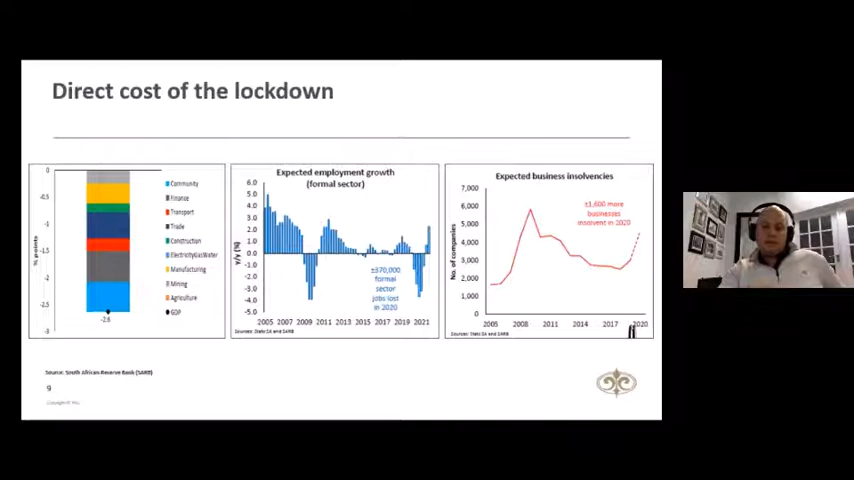 Direct cost of the lockdown
0
-0.5
-1
-1.5
-2
-2.5
-3
% points
-2.6
Community
Finance
Transport
Trade
Construction
ElectricityGasWater
Manufacturing
Mining
Agriculture
GDP
Expected employment growth
(formal sector)
6.0
5.0
4.0
3.0
2.0
1.0
0.0
-1.0
-2.0
-3.0
-4.0
-5.0
y/y (%)
±370,000
formal
sector
jobs lost
in 2020
2005 2007 2009 2011 2013 2015 2017 2019 2021
Sources: Stats SA and SARB
Expected business insolvencies
7,000
6,000
5,000
4,000
3,000
2,000
1,000
0
No. of companies
±1,600 more
businesses
insolvent in 2020
2005 2008 2011 2014 2017 2020
Sources: Stats SA and SARB
Source: South African Reserve Bank (SARB)
9